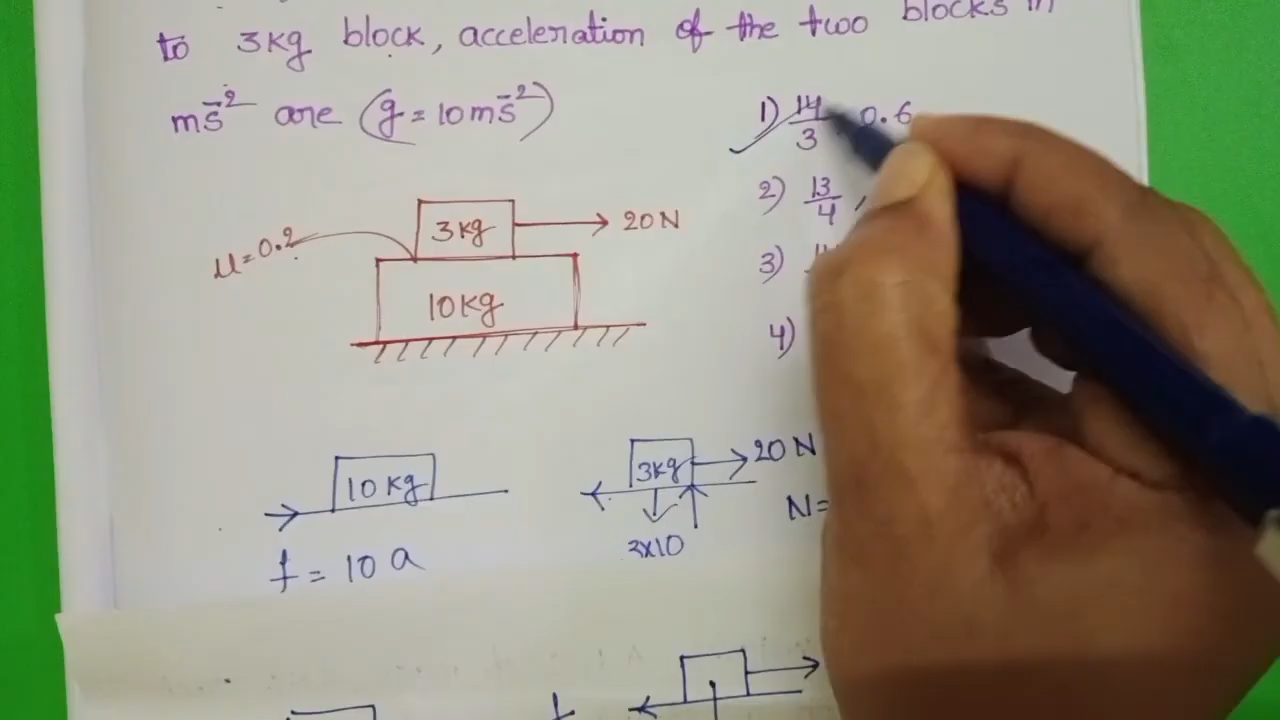 to 3kg block, acceleration of the two blocks in
ms⁻² are (g = 10ms⁻²)
1) 14/3 0.6
2) 13/4 ,
3)
4)
μ=0.2
3kg
20N
10kg
10kg
f = 10a
3kg
20N
3x10
N=